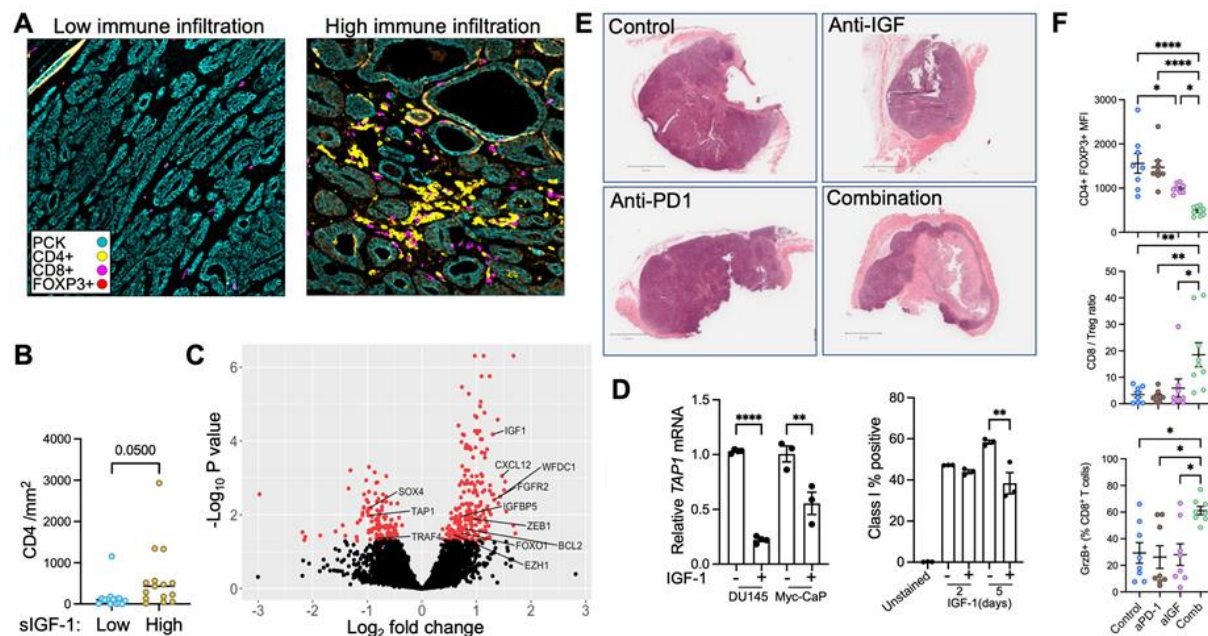 A
Low immune infiltration
High immune infiltration
PCK
CD4+
CD8+
FOXP3+
B
CD4 /mm2
4000
3000
2000
1000
0
0.0500
sIGF-1: Low High
C
-Log10 P value
6
4
2
0
-3 -2 -1 0 1 2 3
Log2 fold change
IGF1
CXCL12
WFDC1
FGFR2
SOX4
IGFBP5
TAP1
ZEB1
TRAF4
BCL2
FOXO1
EZH1
D
Relative TAP1 mRNA
1.5
1.0
0.5
0.0
**** **
IGF-1 - + - +
DU145 Myc-CaP
Class I % positive
80
60
40
20
0
**
Unstained - + - +
2 5
IGF-1(days)
E
Control
Anti-IGF
Anti-PD1
Combination
F
****
****
* *
CD4+ FOXP3+ MFI
3000
2000
1000
0
**
**
*
CD8 / Treg ratio
50
40
30
20
10
0
*
*
*
GrzB+ (% CD8+ T cells)
100
80
60
40
20
0
Control aPD-1 aIGF Comb